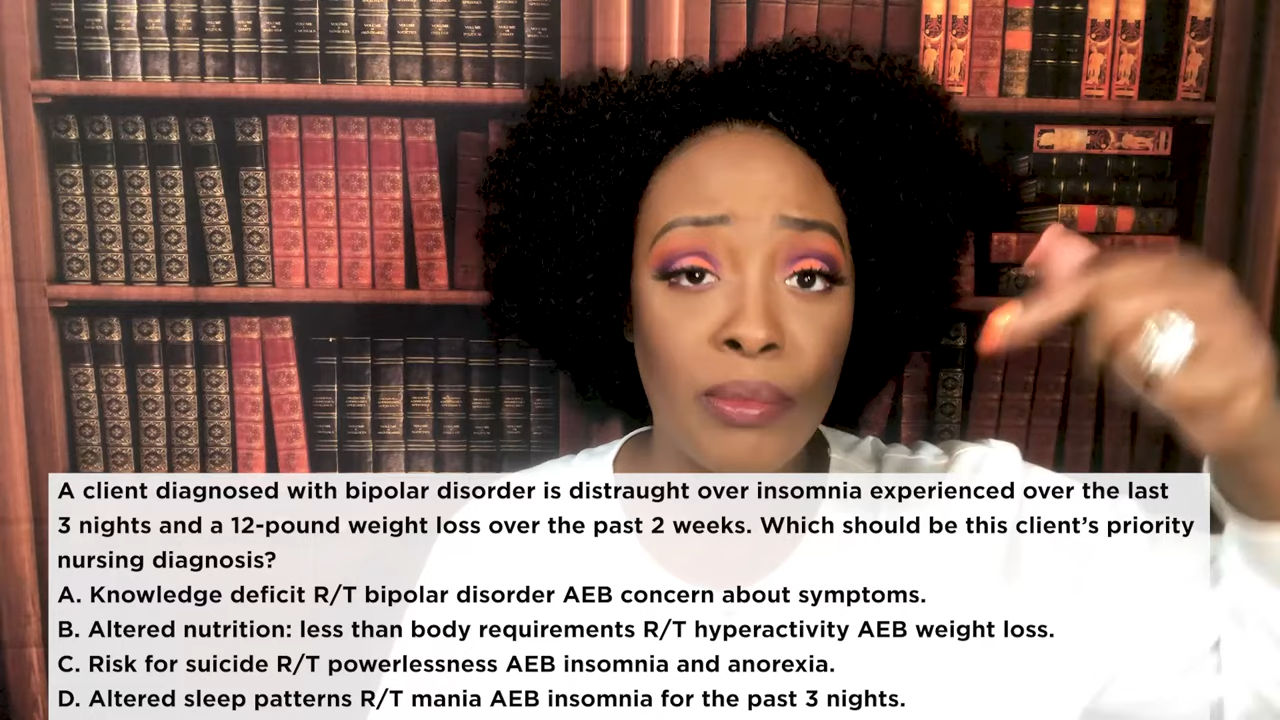 A client diagnosed with bipolar disorder is distraught over insomnia experienced over the last
3 nights and a 12-pound weight loss over the past 2 weeks. Which should be this client’s priority
nursing diagnosis?
A. Knowledge deficit R/T bipolar disorder AEB concern about symptoms.
B. Altered nutrition: less than body requirements R/T hyperactivity AEB weight loss.
C. Risk for suicide R/T powerlessness AEB insomnia and anorexia.
D. Altered sleep patterns R/T mania AEB insomnia for the past 3 nights.